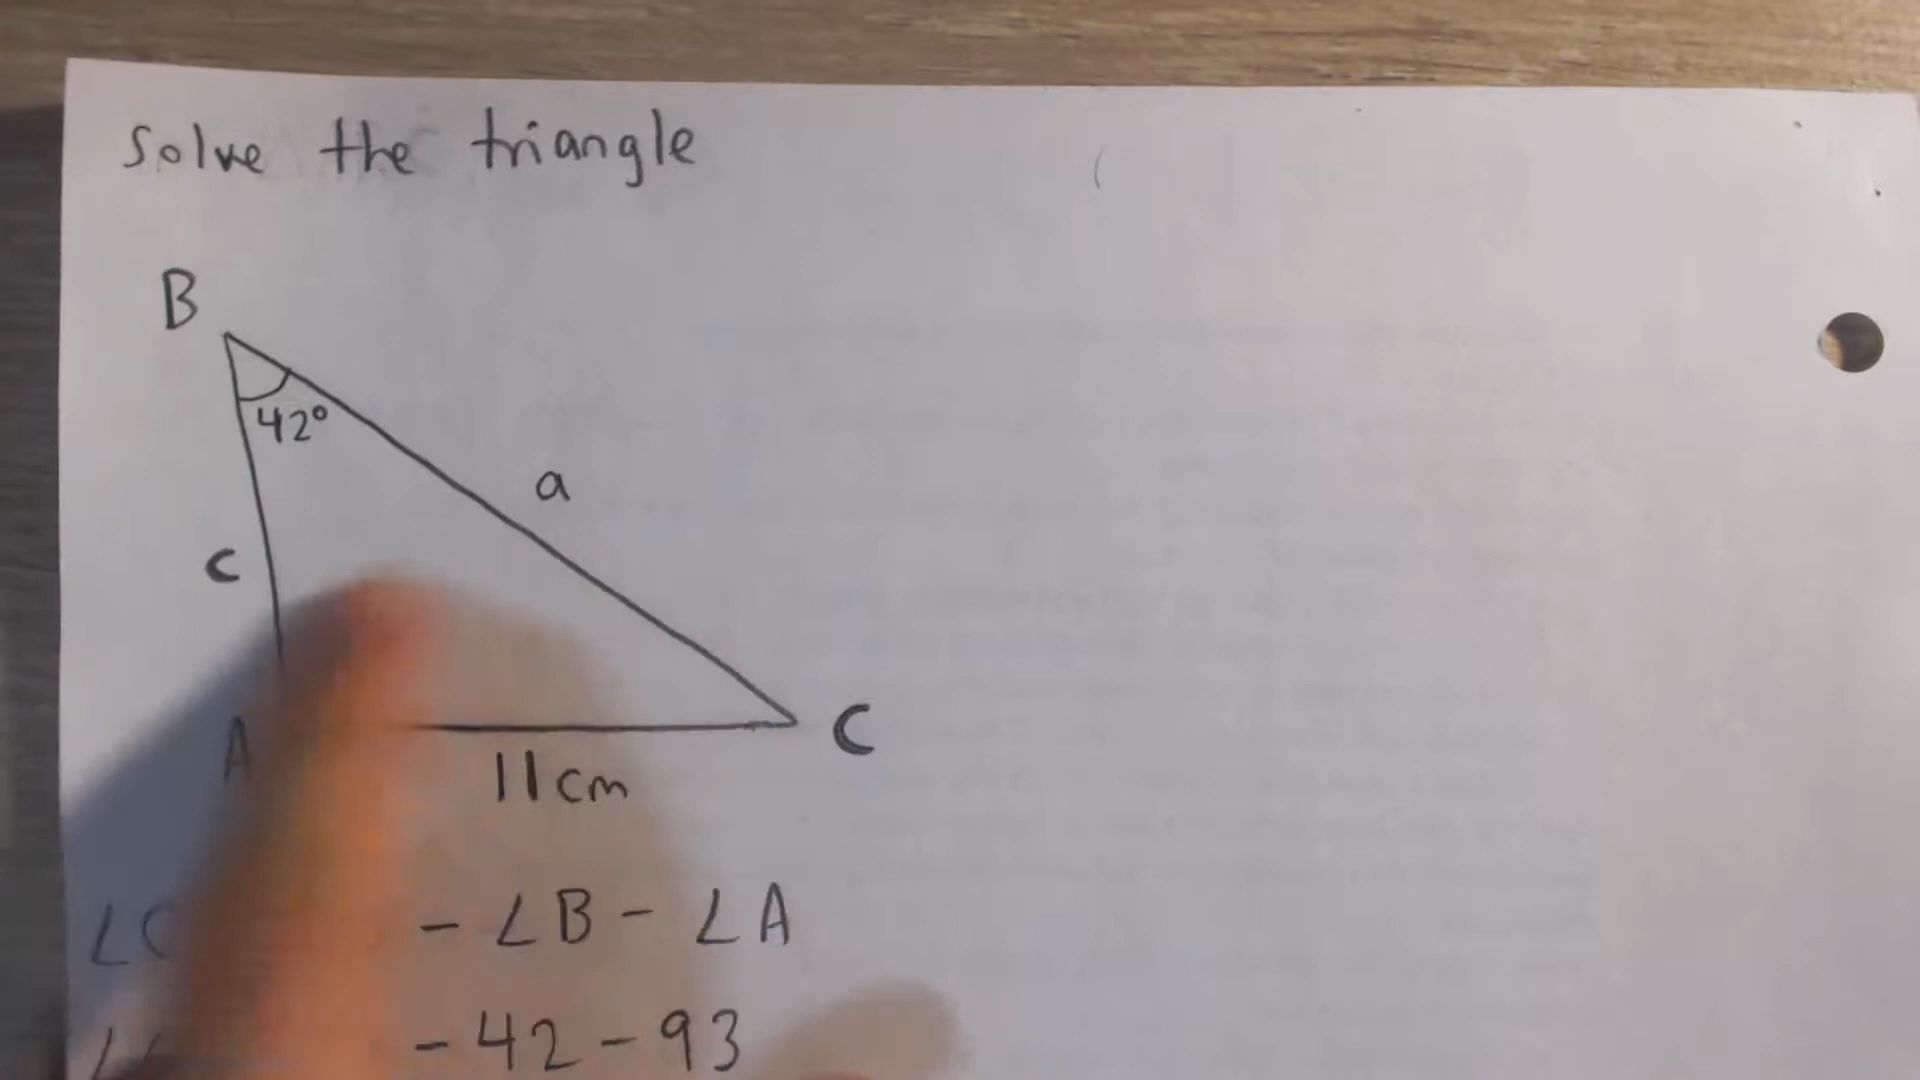 Solve the triangle
B
42°
a
c
A
C
11cm
∠C - ∠B - ∠A
- 42 - 93